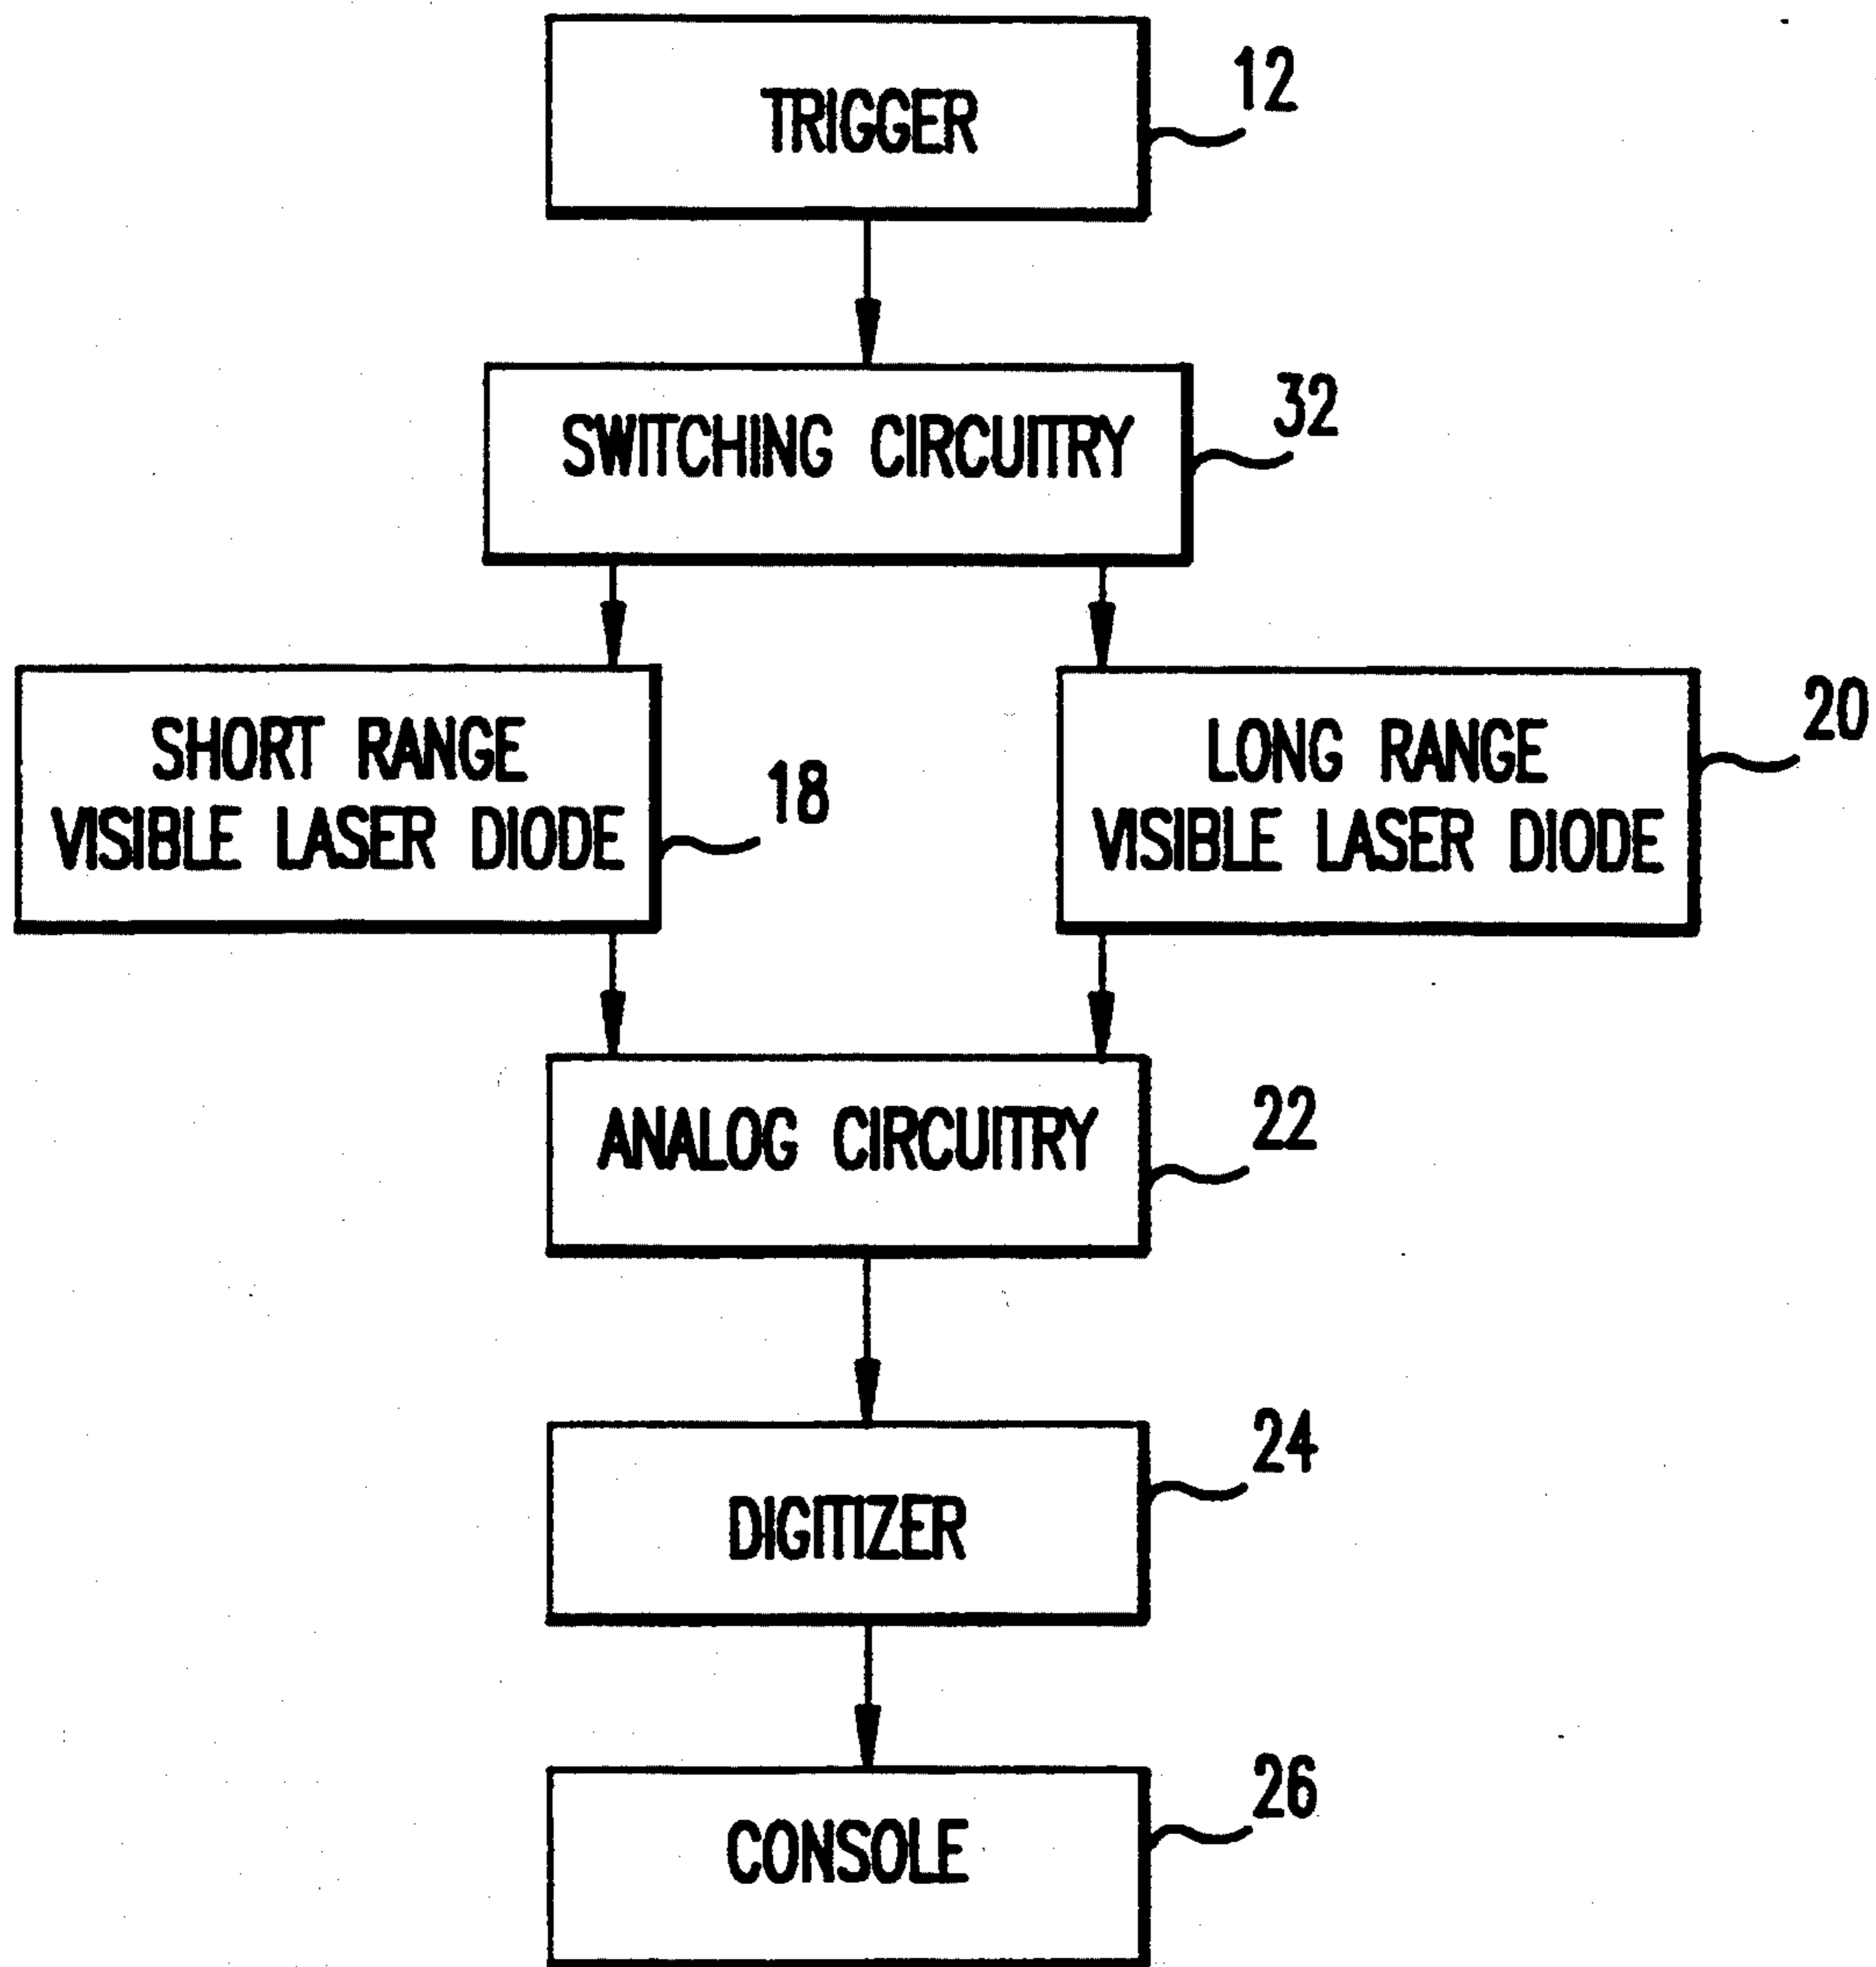 TRIGGER
12
SWITCHING CIRCUITRY
32
SHORT RANGE
VISIBLE LASER DIODE
18
LONG RANGE
VISIBLE LASER DIODE
20
ANALOG CIRCUITRY
22
DIGITIZER
24
CONSOLE
26